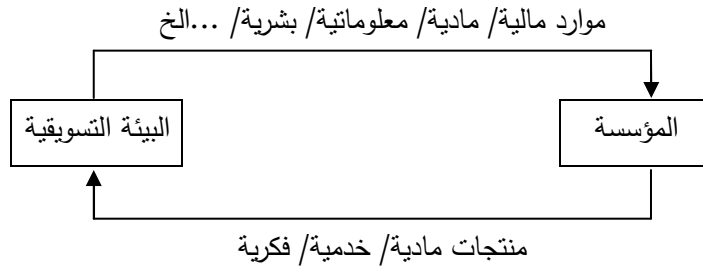 موارد مالية/ مادية/ معلوماتية/ بشرية/ ...الخ
المؤسسة
البيئة التسويقية
منتجات مادية/ خدمية/ فكرية